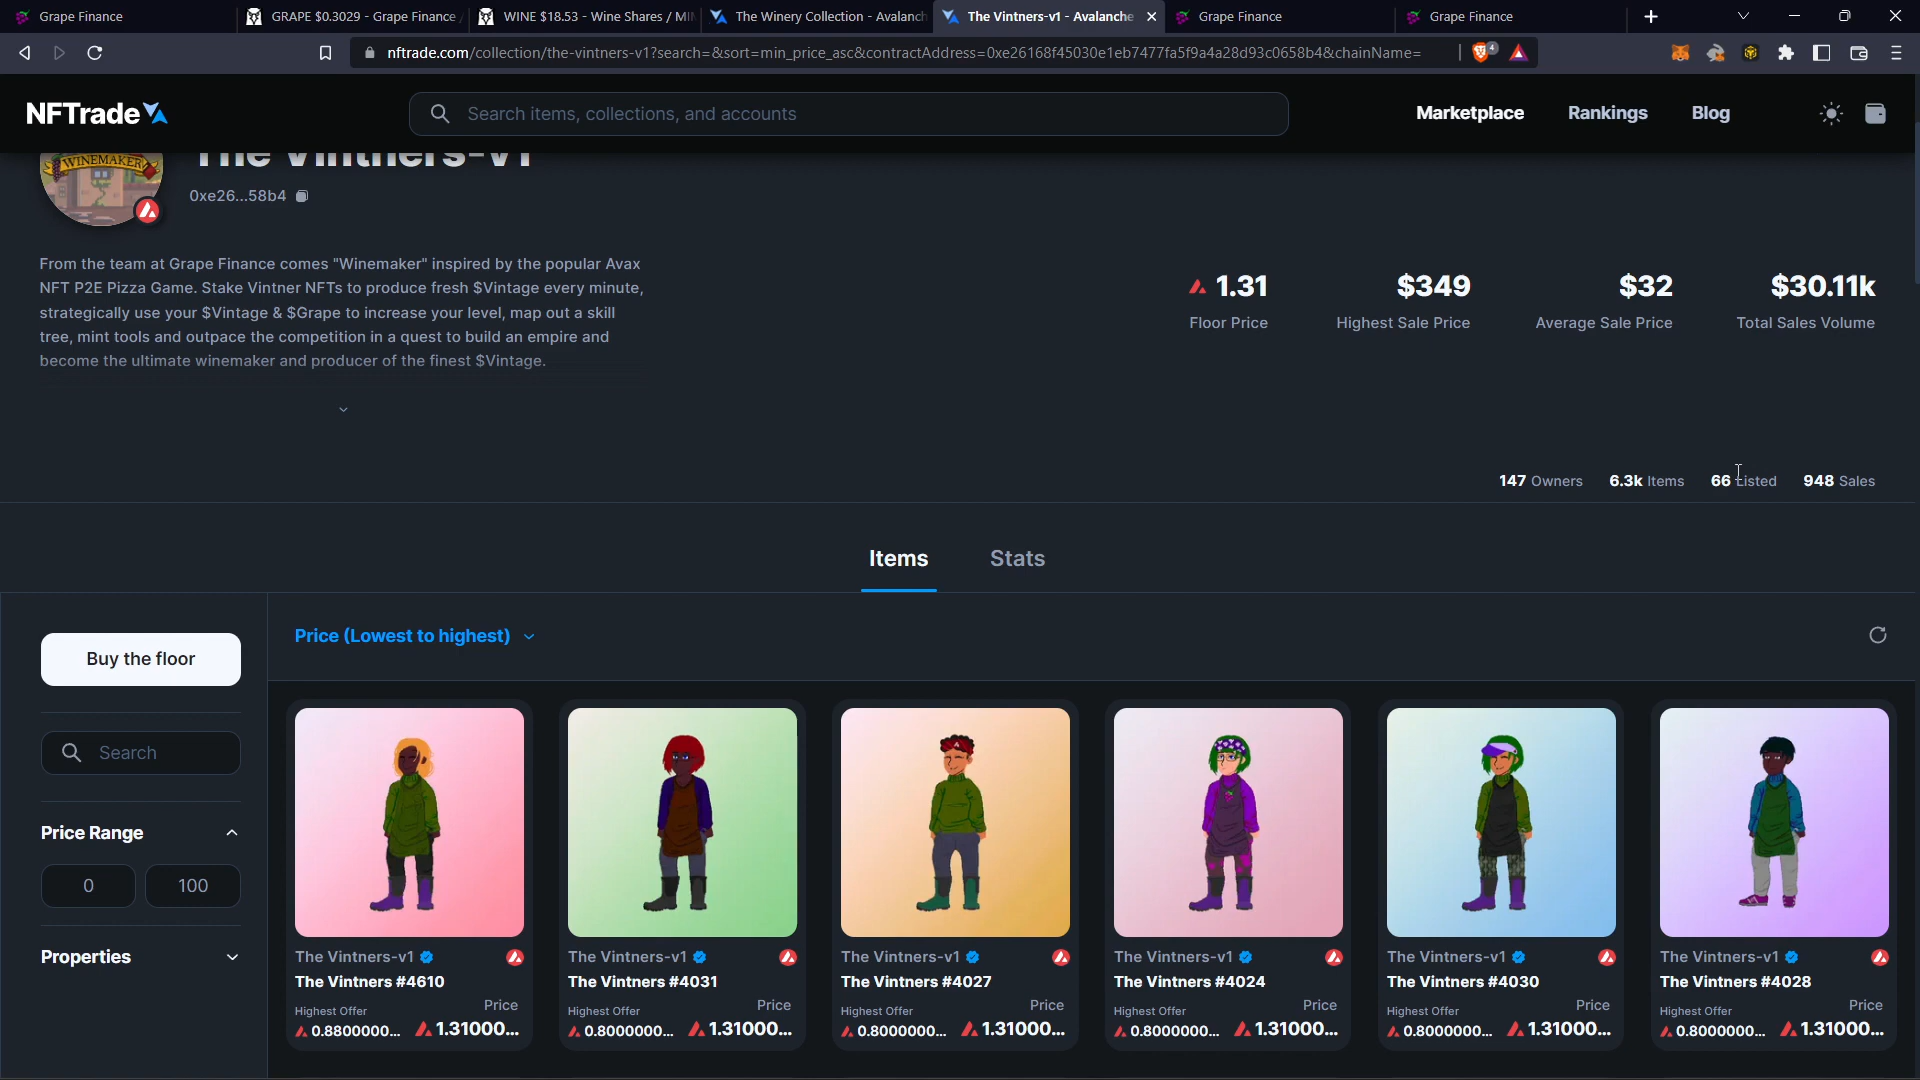 Grape Finance
GRAPE $0.3029 - Grape Finance /
WINE $18.53 - Wine Shares / MI
The Winery Collection - Avalanch
The Vintners-v1 - Avalanche
Grape Finance
Grape Finance
nftrade.com/collection/the-vintners-v1?search=&sort=min_price_asc&contractAddress=0xe26168f45030e1eb7477fa5f9a4a28d93c0658b4&chainName=
4
NFTrade
Search items, collections, and accounts
Marketplace
Rankings
Blog
WINEMAKER
The Vintners-v1
0xe26...58b4
From the team at Grape Finance comes "Winemaker" inspired by the popular Avax
NFT P2E Pizza Game. Stake Vintner NFTs to produce fresh $Vintage every minute,
strategically use your $Vintage & $Grape to increase your level, map out a skill
tree, mint tools and outpace the competition in a quest to build an empire and
become the ultimate winemaker and producer of the finest $Vintage.
1.31
Floor Price
$349
Highest Sale Price
$32
Average Sale Price
$30.11k
Total Sales Volume
147 Owners
6.3k Items
66 Listed
948 Sales
Items
Stats
Buy the floor
Search
Price Range
0
100
Properties
Price (Lowest to highest)
The Vintners-v1
The Vintners #4610
Highest Offer
Price
0.8800000...
1.31000...
The Vintners-v1
The Vintners #4031
Highest Offer
Price
0.8000000...
1.31000...
The Vintners-v1
The Vintners #4027
Highest Offer
Price
0.8000000...
1.31000...
The Vintners-v1
The Vintners #4024
Highest Offer
Price
0.8000000...
1.31000...
The Vintners-v1
The Vintners #4030
Highest Offer
Price
0.8000000...
1.31000...
The Vintners-v1
The Vintners #4028
Highest Offer
Price
0.8000000...
1.31000...